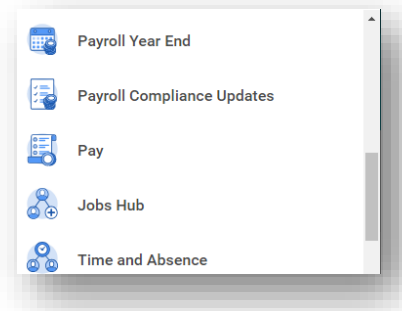 Payroll Year End
Payroll Compliance Updates
Pay
Jobs Hub
Time and Absence